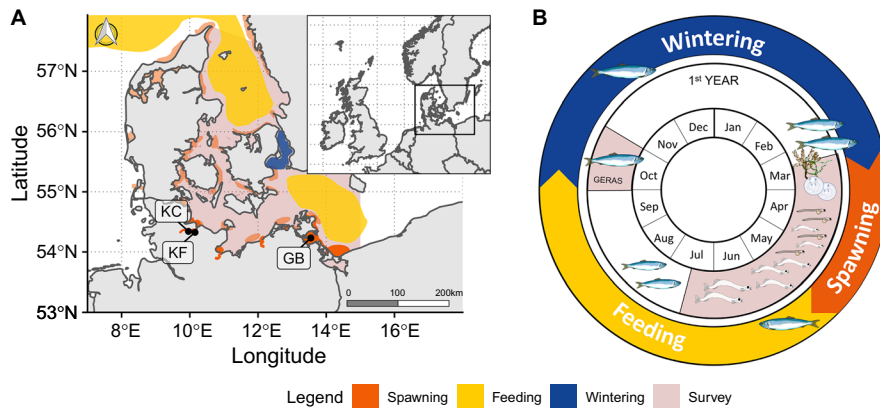 A
57°N
56°N
55°N
54°N
53°N
Latitude
KC
KF
GB
0 100 200km
8°E 10°E 12°E 14°E 16°E
Longitude
B
Wintering
Spawning
Feeding
1ST YEAR
Jan
Feb
Mar
Apr
May
Jun
Jul
Aug
Sep
Oct
Nov
Dec
GERAS
Legend Spawning Feeding Wintering Survey